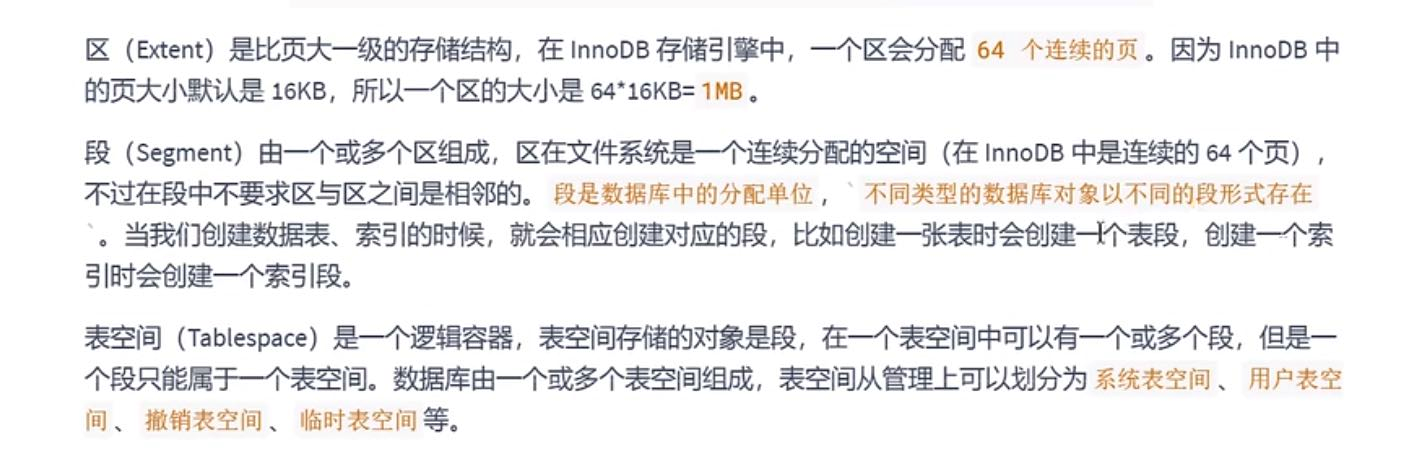 区（Extent）是比页大一级的存储结构，在 InnoDB 存储引擎中，一个区会分配 64 个连续的页。因为 InnoDB 中
的页大小默认是 16KB，所以一个区的大小是 64*16KB= 1MB。
段（Segment）由一个或多个区组成，区在文件系统是一个连续分配的空间（在 InnoDB 中是连续的 64 个页），
不过在段中不要求区与区之间是相邻的。段是数据库中的分配单位，`不同类型的数据库对象以不同的段形式存在
`。当我们创建数据表、索引的时候，就会相应创建对应的段，比如创建一张表时会创建一个表段，创建一个索
引时会创建一个索引段。
表空间（Tablespace）是一个逻辑容器，表空间存储的对象是段，在一个表空间中可以有一个或多个段，但是一
个段只能属于一个表空间。数据库由一个或多个表空间组成，表空间从管理上可以划分为 系统表空间、用户表空
间、撤销表空间、临时表空间 等。